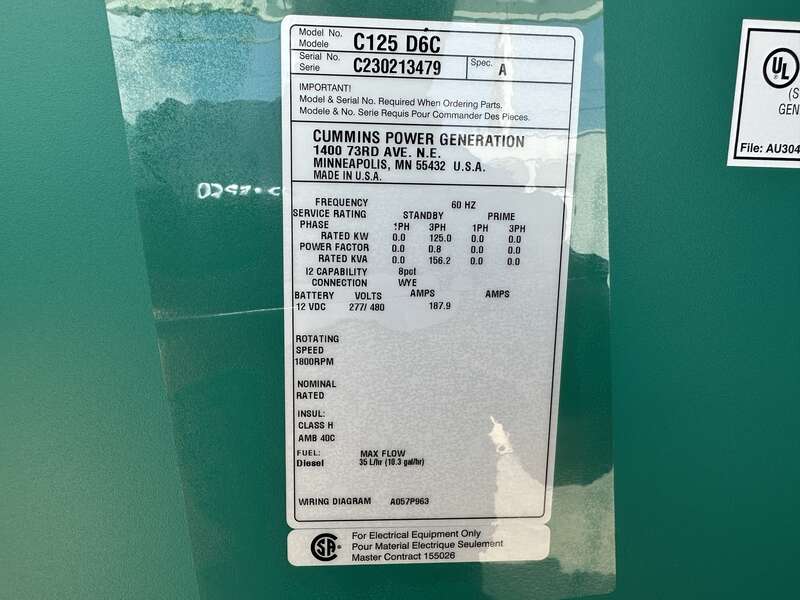 Model No.
Modele
C125 D6C
Serial No.
Serie
C230213479
Spec.
A
IMPORTANT!
Model & Serial No. Required When Ordering Parts.
Modele & No. Serie Requis Pour Commander Des Pieces.
CUMMINS POWER GENERATION
1400 73RD AVE. N.E.
MINNEAPOLIS, MN 55432 U.S.A.
MADE IN U.S.A.
FREQUENCY 60 HZ
SERVICE RATING STANDBY PRIME
PHASE 1PH 3PH 1PH 3PH
RATED KW 0.0 125.0 0.0 0.0
POWER FACTOR 0.0 0.8 0.0 0.0
RATED KVA 0.0 156.2 0.0 0.0
I2 CAPABILITY 8pct
CONNECTION WYE
BATTERY VOLTS AMPS AMPS
12 VDC 277/ 480 187.9
ROTATING
SPEED
1800RPM
NOMINAL
RATED
INSUL:
CLASS H
AMB 40C
FUEL: MAX FLOW
Diesel 35 L/hr (10.3 gal/hr)
WIRING DIAGRAM A057P963
SA
For Electrical Equipment Only
Pour Material Electrique Seulement
Master Contract 155026
UL
(S
GEN
File: AU304